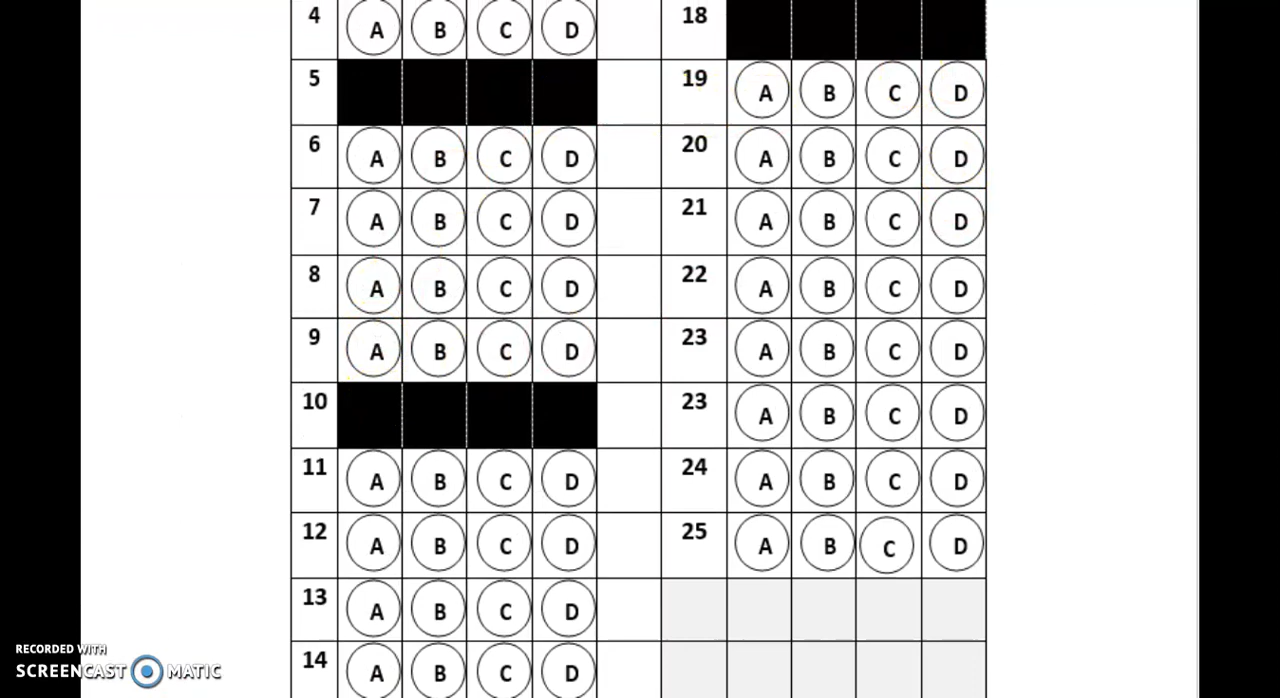 4 A B C D 18
5 19 A B C D
6 A B C D 20 A B C D
7 A B C D 21 A B C D
8 A B C D 22 A B C D
9 A B C D 23 A B C D
10 23 A B C D
11 A B C D 24 A B C D
12 A B C D 25 A B C D
13 A B C D
14 A B C D
RECORDED WITH
SCREENCAST MATIC